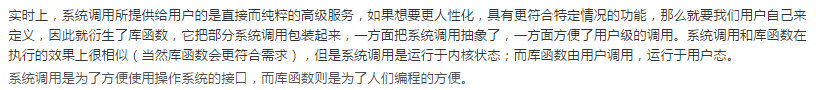 实时上，系统调用所提供给用户的是直接而纯粹的高级服务，如果想要更人性化，具有更符合特定情况的功能，那么就要我们用户自己来
定义，因此就衍生了库函数，它把部分系统调用包装起来，一方面把系统调用抽象了，一方面方便了用户级的调用。系统调用和库函数在
执行的效果上很相似（当然库函数会更符合需求），但是系统调用是运行于内核状态；而库函数由用户调用，运行于用户态。
系统调用是为了方便使用操作系统的接口，而库函数则是为了人们编程的方便。